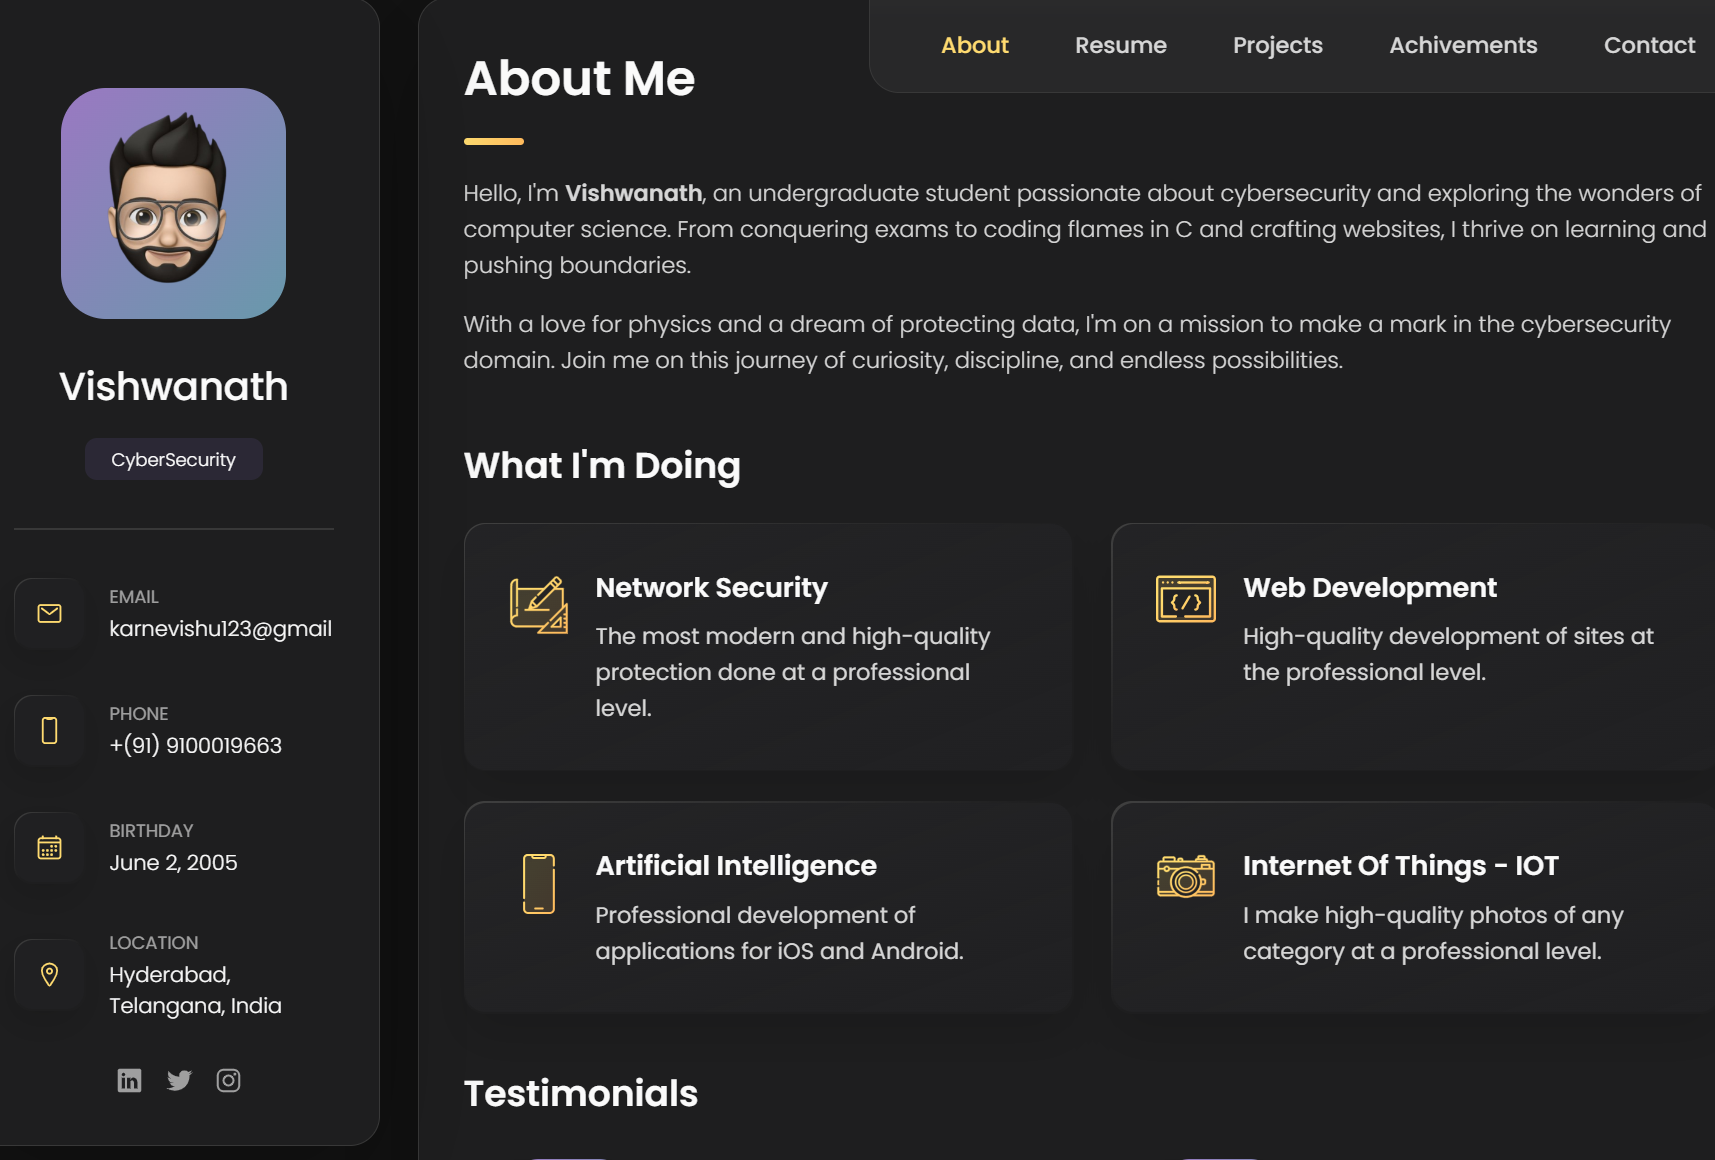 Vishwanath
CyberSecurity
EMAIL
karnevishu123@gmail
PHONE
+(91) 9100019663
BIRTHDAY
June 2, 2005
LOCATION
Hyderabad,
Telangana, India
About
Resume
Projects
Achivements
Contact
About Me
Hello, I'm Vishwanath, an undergraduate student passionate about cybersecurity and exploring the wonders of
computer science. From conquering exams to coding flames in C and crafting websites, I thrive on learning and
pushing boundaries.
With a love for physics and a dream of protecting data, I'm on a mission to make a mark in the cybersecurity
domain. Join me on this journey of curiosity, discipline, and endless possibilities.
What I'm Doing
Network Security
The most modern and high-quality
protection done at a professional
level.
Web Development
High-quality development of sites at
the professional level.
Artificial Intelligence
Professional development of
applications for iOS and Android.
Internet Of Things - IOT
I make high-quality photos of any
category at a professional level.
Testimonials